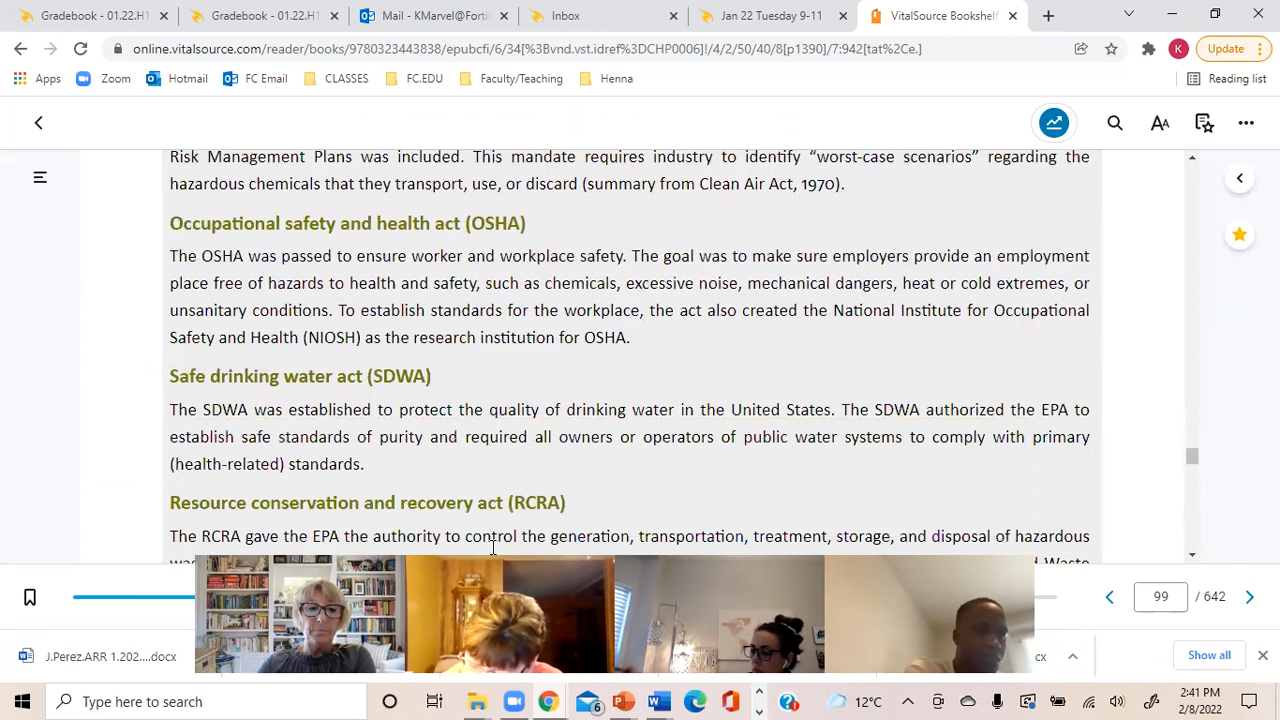 Gradebook - 01.22.H1
Gradebook - 01.22.H1
Mail - KMarvel@Fortis
Inbox
Jan 22 Tuesday 9-11
VitalSource Bookshelf
online.vitalsource.com/reader/books/9780323443838/epubcfi/6/34[%3Bvnd.vst.idref%3DCHP0006]!/4/2/50/40/8[p1390]/7:942[tat%2Ce.]
K
Update
Apps
Zoom
Hotmail
FC Email
CLASSES
FC.EDU
Faculty/Teaching
Henna
Reading list
Risk Management Plans was included. This mandate requires industry to identify “worst-case scenarios” regarding the
hazardous chemicals that they transport, use, or discard (summary from Clean Air Act, 1970).
Occupational safety and health act (OSHA)
The OSHA was passed to ensure worker and workplace safety. The goal was to make sure employers provide an employment
place free of hazards to health and safety, such as chemicals, excessive noise, mechanical dangers, heat or cold extremes, or
unsanitary conditions. To establish standards for the workplace, the act also created the National Institute for Occupational
Safety and Health (NIOSH) as the research institution for OSHA.
Safe drinking water act (SDWA)
The SDWA was established to protect the quality of drinking water in the United States. The SDWA authorized the EPA to
establish safe standards of purity and required all owners or operators of public water systems to comply with primary
(health-related) standards.
Resource conservation and recovery act (RCRA)
The RCRA gave the EPA the authority to control the generation, transportation, treatment, storage, and disposal of hazardous
99 / 642
J.Perez.ARR 1.202....docx
cx
Show all
Type here to search
6
12°C
2:41 PM
2/8/2022